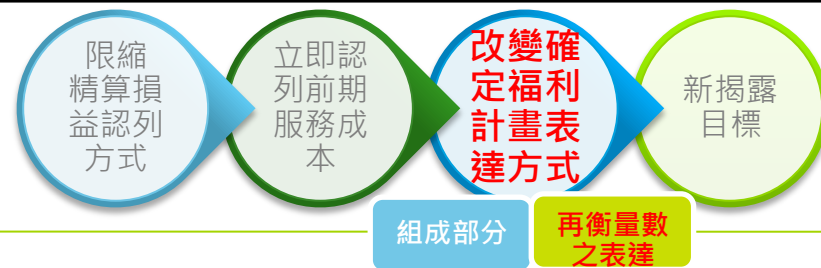 限縮
精算損
益認列
方式
立即認
列前期
服務成
本
改變確
定福利
計畫表
達方式
新揭露
目標
組成部分
再衡量數
之表達